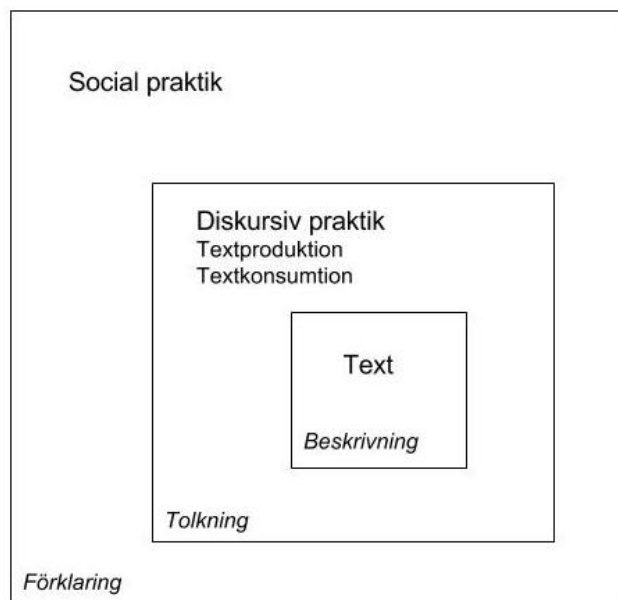 Social praktik
Diskursiv praktik
Textproduktion
Textkonsumtion
Text
Beskrivning
Tolkning
Förklaring